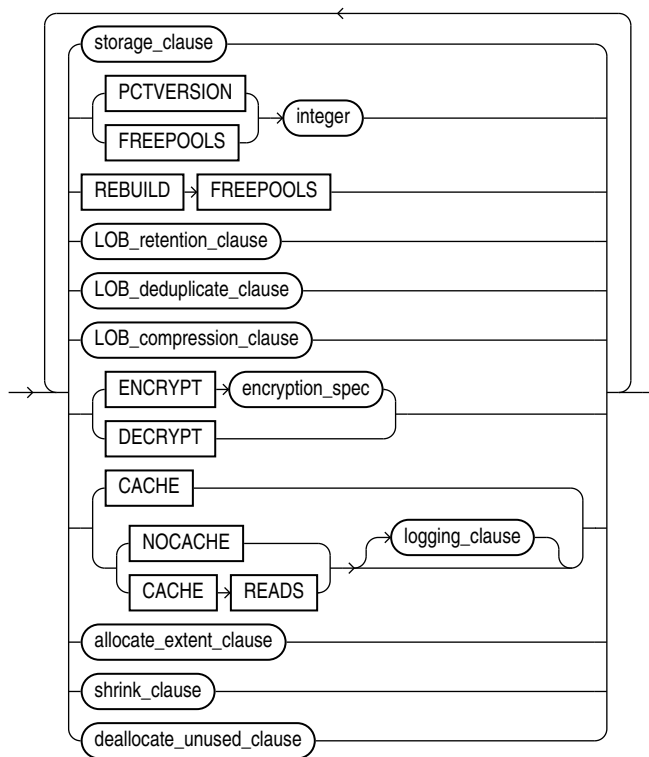 storage_clause
PCTVERSION
integer
FREEPOOLS
REBUILD FREEPOOLS
LOB_retention_clause
LOB_deduplicate_clause
LOB_compression_clause
ENCRYPT encryption_spec
DECRYPT
CACHE
NOCACHE logging_clause
CACHE READS
allocate_extent_clause
shrink_clause
deallocate_unused_clause